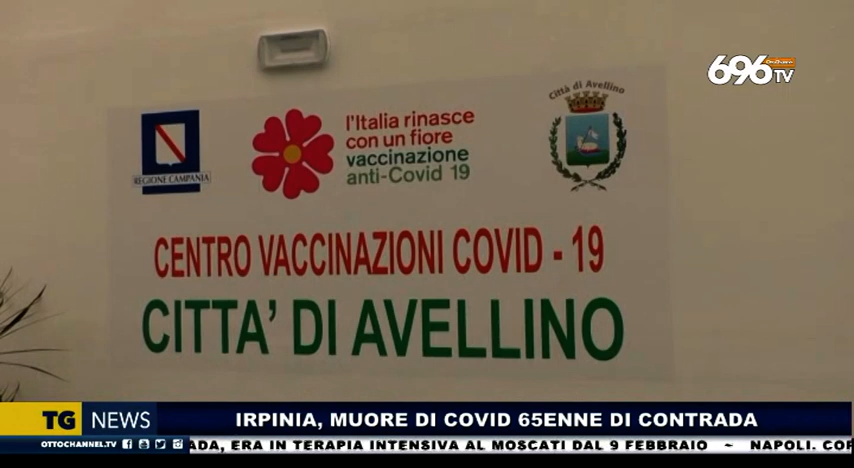 696
OttoChannel
TV
REGIONE CAMPANIA
l'Italia rinasce
con un fiore
vaccinazione
anti-Covid 19
Città di Avellino
CENTRO VACCINAZIONI COVID - 19
CITTA' DI AVELLINO
TG NEWS
IRPINIA, MUORE DI COVID 65ENNE DI CONTRADA
OTTOCHANNEL.TV
ADA, ERA IN TERAPIA INTENSIVA AL MOSCATI DAL 9 FEBBRAIO ~ NAPOLI. COR